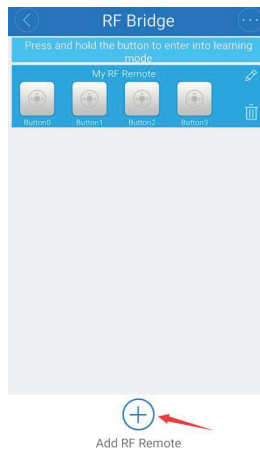 RF Bridge
Press and hold the button to enter into learning
mode
My RF Remote
Button0 Button1 Button2 Button3
Add RF Remote